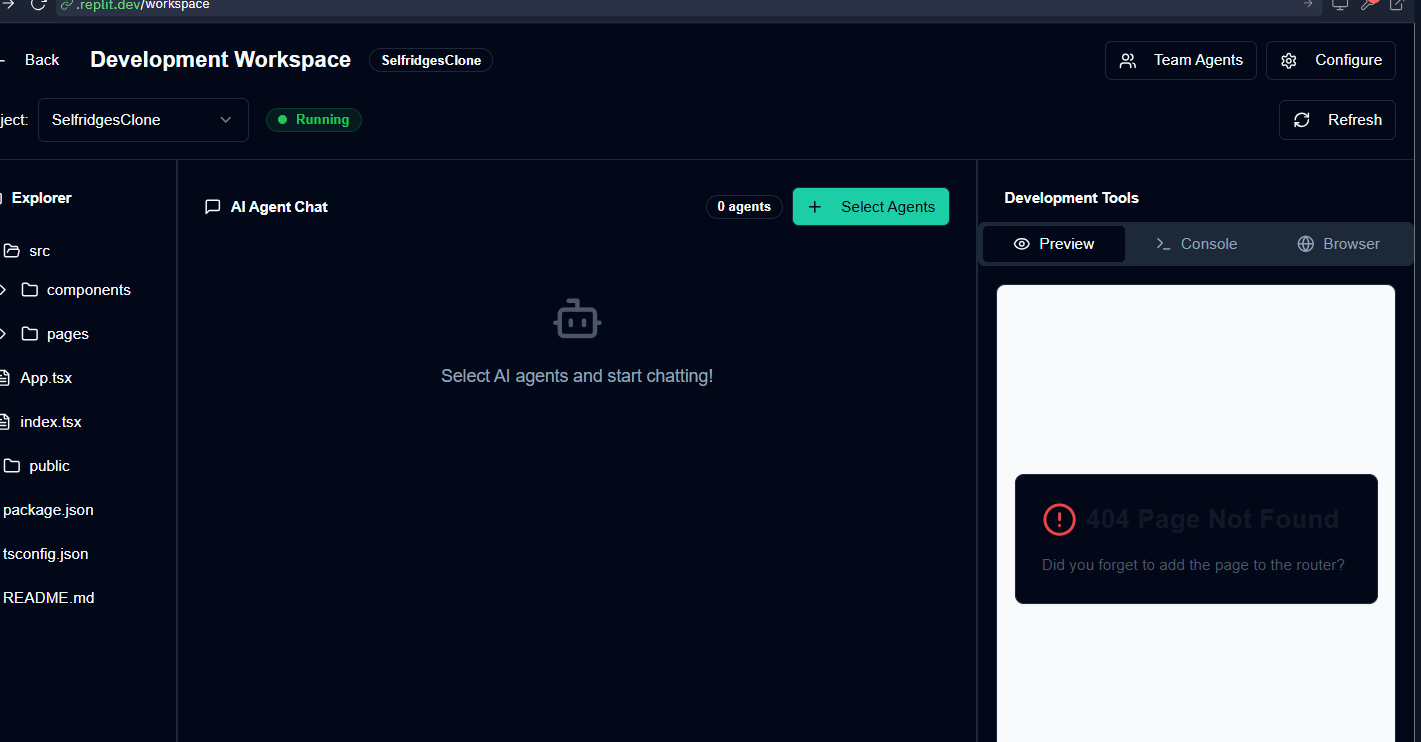 .replit.dev/workspace
Back
Development Workspace
SelfridgesClone
Team Agents
Configure
ject:
SelfridgesClone
Running
Refresh
Explorer
src
components
pages
App.tsx
index.tsx
public
package.json
tsconfig.json
README.md
AI Agent Chat
0 agents
+ Select Agents
Select AI agents and start chatting!
Development Tools
Preview
Console
Browser
404 Page Not Found
Did you forget to add the page to the router?